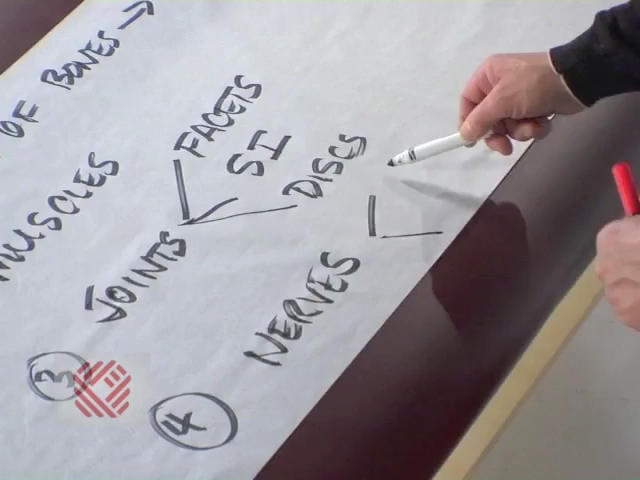 OF BONES →
MUSCLES
③ JOINTS
FACETS
SI
DISCS
④ NERVES